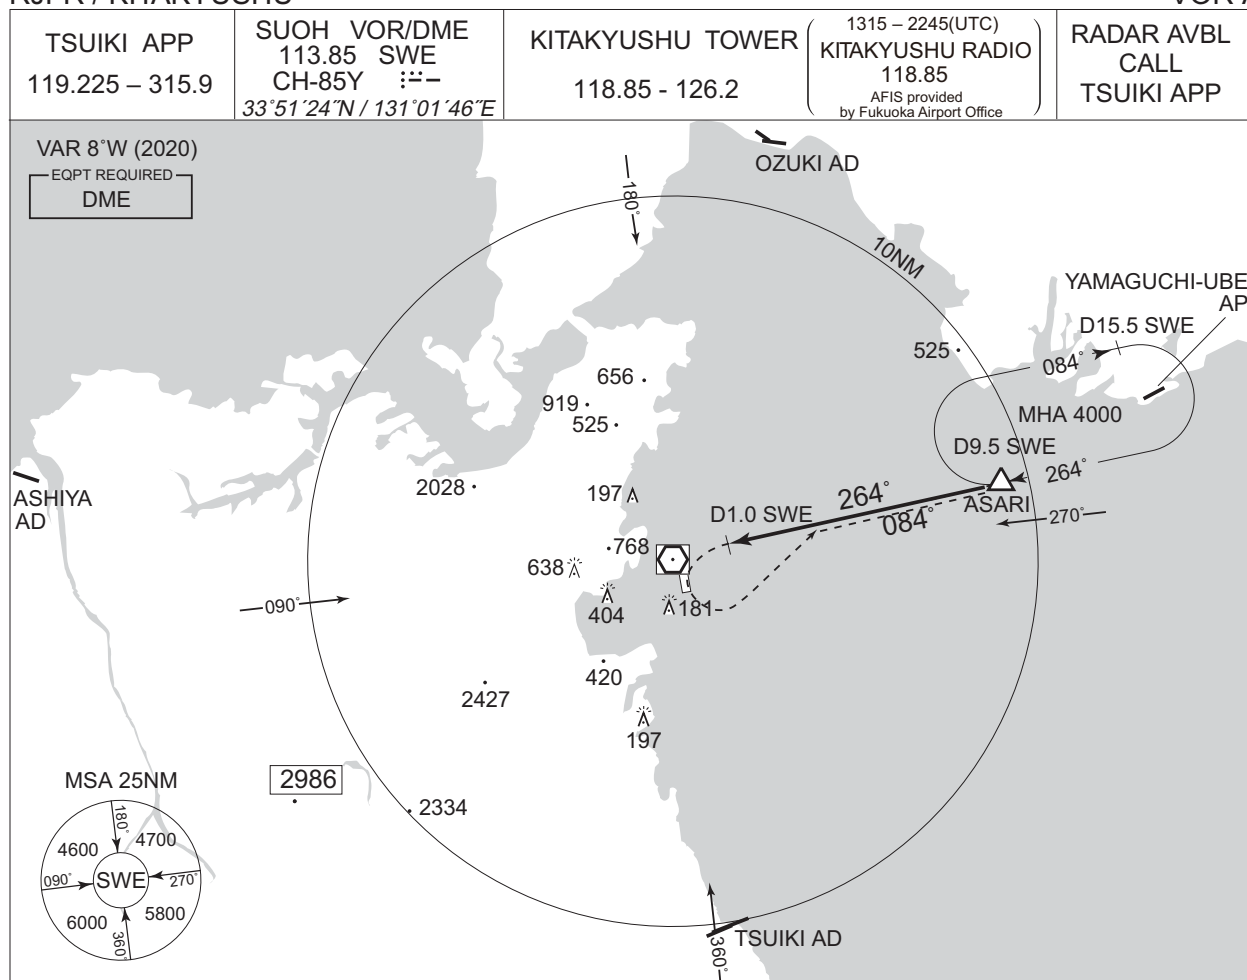 TSUIKI APP
119.225 – 315.9
SUOH VOR/DME
113.85 SWE
CH-85Y
33°51´24˝N / 131°01´46˝E
KITAKYUSHU TOWER
118.85 - 126.2
1315 – 2245(UTC)
KITAKYUSHU RADIO
118.85
AFIS provided
by Fukuoka Airport Office
RADAR AVBL
CALL
TSUIKI APP
VAR 8°W (2020)
EQPT REQUIRED
DME
180°
OZUKI AD
10NM
YAMAGUCHI-UBE
AP
D15.5 SWE
084°
525
656
919
525
MHA 4000
D9.5 SWE
264°
ASARI
ASHIYA
AD
2028
197
264°
084°
D1.0 SWE
270°
768
638
404
181
090°
420
2427
197
2986
2334
MSA 25NM
180°
4600
4700
090°
SWE
270°
6000
5800
360°
TSUIKI AD
360°